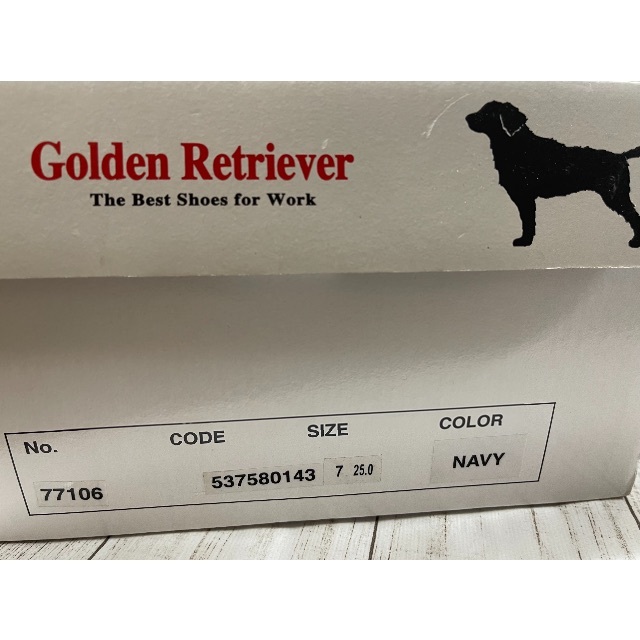 Golden Retriever
The Best Shoes for Work
No. CODE SIZE COLOR
77106 537580143 7 25.0 NAVY